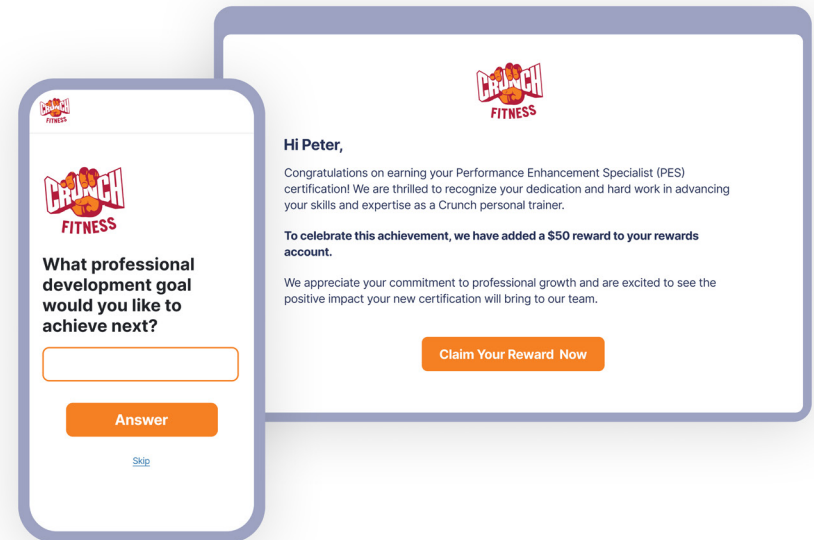 CRUNCH
FITNESS
CRUNCH
FITNESS
What professional
development goal
would you like to
achieve next?
Answer
Skip
CRUNCH
FITNESS
Hi Peter,
Congratulations on earning your Performance Enhancement Specialist (PES)
certification! We are thrilled to recognize your dedication and hard work in advancing
your skills and expertise as a Crunch personal trainer.
To celebrate this achievement, we have added a $50 reward to your rewards
account.
We appreciate your commitment to professional growth and are excited to see the
positive impact your new certification will bring to our team.
Claim Your Reward Now